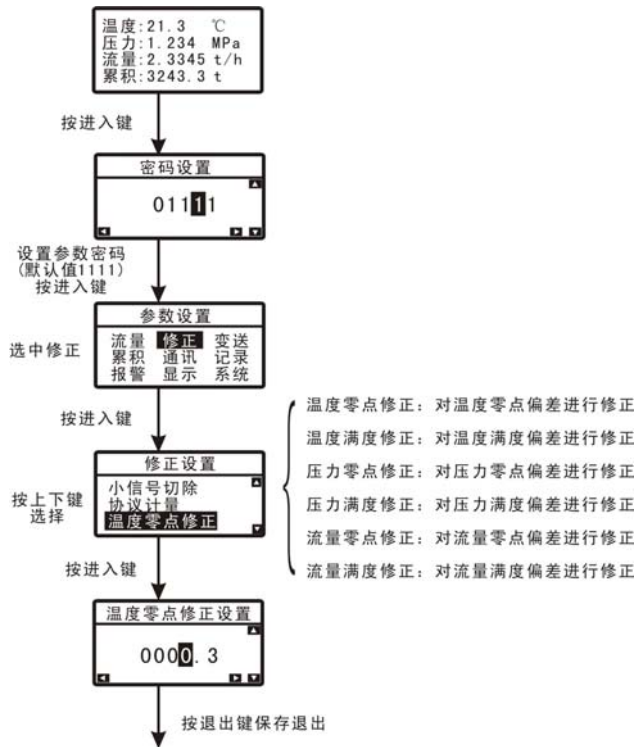 温度:21.3 ℃
压力:1.234 MPa
流量:2.3345 t/h
累积:3243.3 t
按进入键
密码设置
01111
设置参数密码
(默认值1111)
按进入键
参数设置
流量 修正 变送
累积 通讯 记录
报警 显示 系统
选中修正
按进入键
修正设置
小信号切除
协议计量
温度零点修正
按上下键
选择
温度零点修正：对温度零点偏差进行修正
温度满度修正：对温度满度偏差进行修正
压力零点修正：对压力零点偏差进行修正
压力满度修正：对压力满度偏差进行修正
流量零点修正：对流量零点偏差进行修正
流量满度修正：对流量满度偏差进行修正
按进入键
温度零点修正设置
0000.3
按退出键保存退出